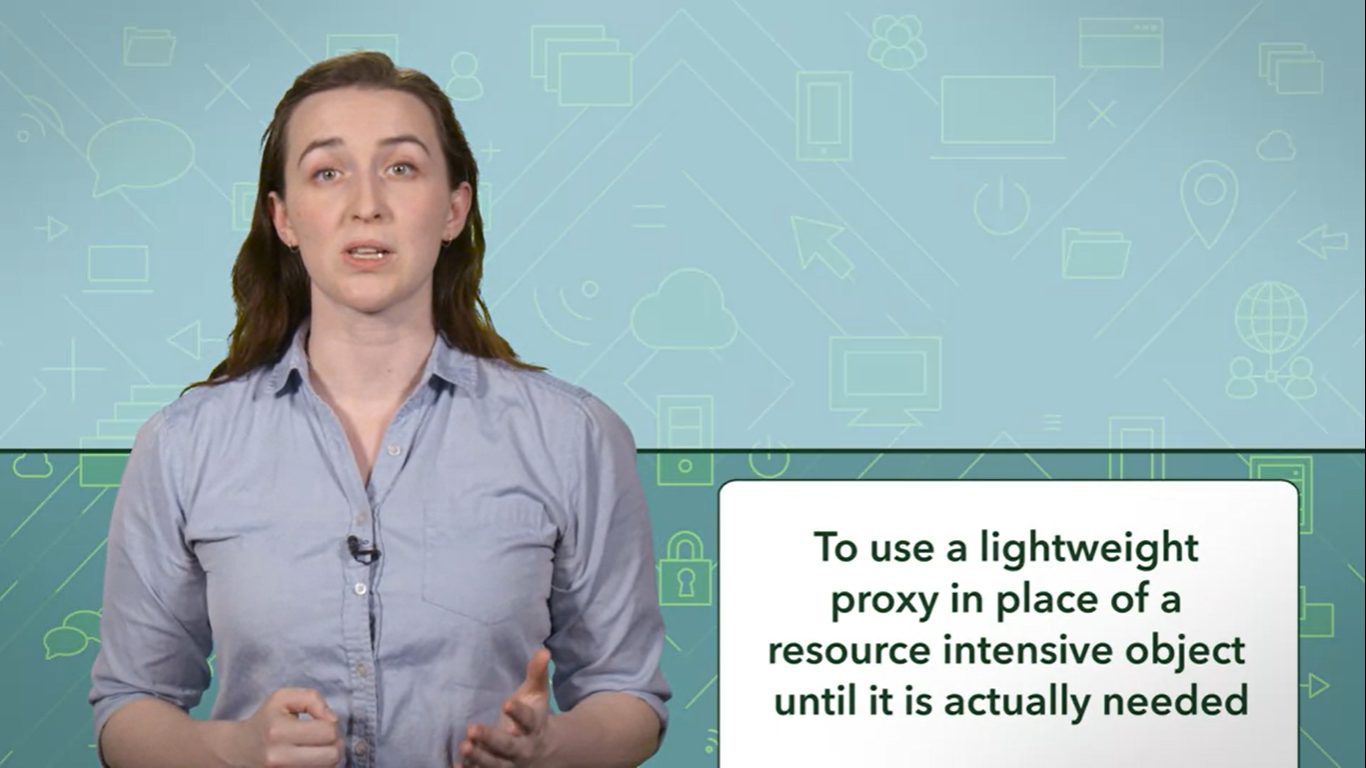 To use a lightweight
proxy in place of a
resource intensive object
until it is actually needed